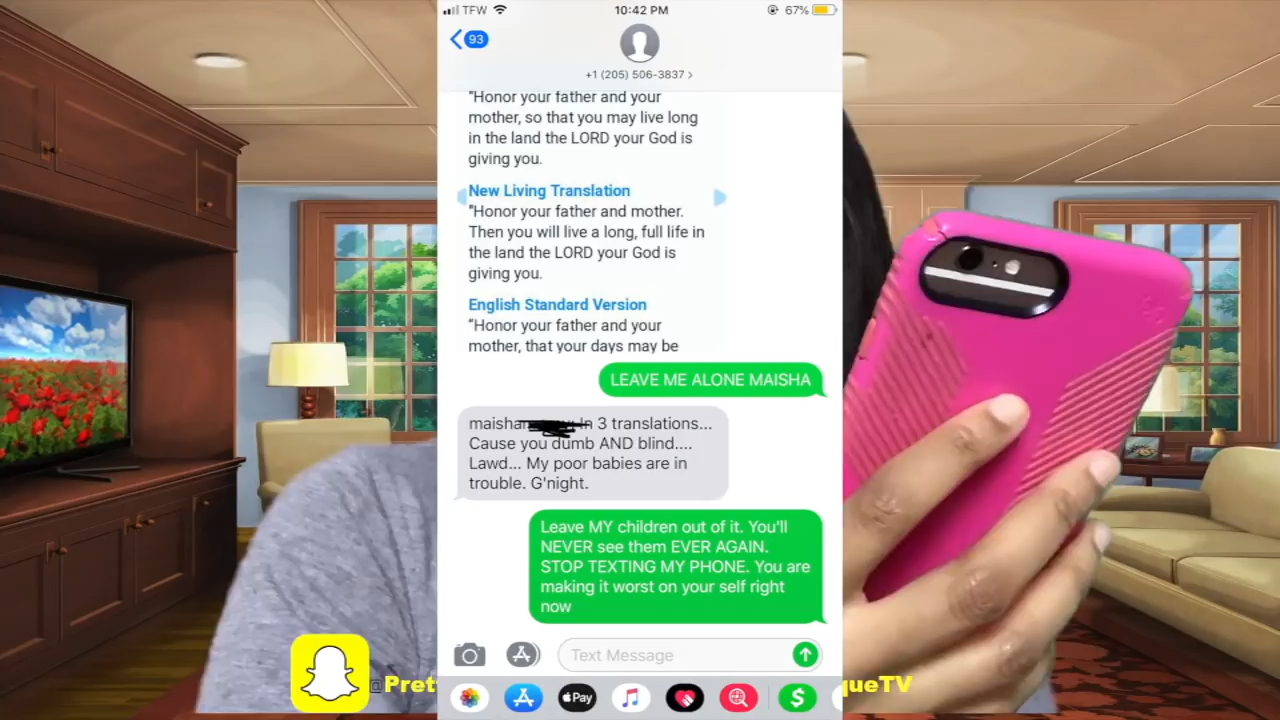 TFW
10:42 PM
67%
93
+1 (205) 506-3837 >
"Honor your father and your
mother, so that you may live long
in the land the LORD your God is
giving you.
New Living Translation
"Honor your father and mother.
Then you will live a long, full life in
the land the LORD your God is
giving you.
English Standard Version
“Honor your father and your
mother, that your days may be
LEAVE ME ALONE MAISHA
In 3 translations...
Cause you dumb AND blind....
Lawd... My poor babies are in
trouble. G'night.
Leave MY children out of it. You'll
NEVER see them EVER AGAIN.
STOP TEXTING MY PHONE. You are
making it worst on your self right
now
Text Message
@Prett
queTV
Pay